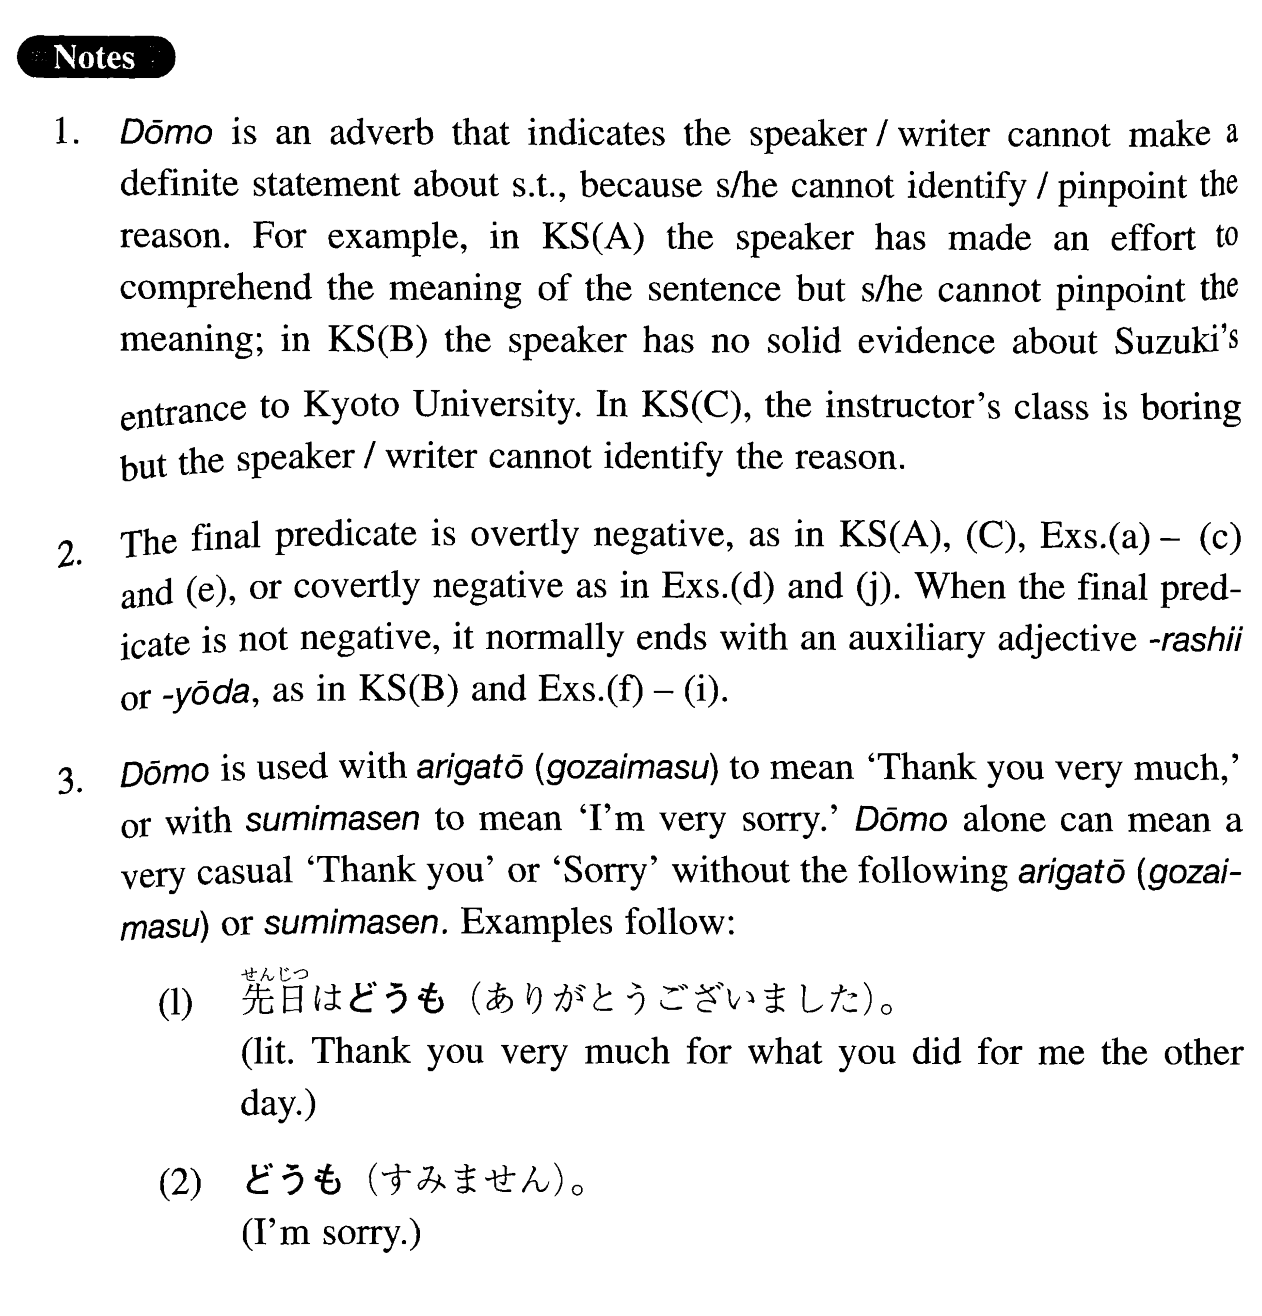 Notes
1. Dōmo is an adverb that indicates the speaker / writer cannot make a
definite statement about s.t., because s/he cannot identify / pinpoint the
reason. For example, in KS(A) the speaker has made an effort to
comprehend the meaning of the sentence but s/he cannot pinpoint the
meaning; in KS(B) the speaker has no solid evidence about Suzuki's
entrance to Kyoto University. In KS(C), the instructor's class is boring
but the speaker / writer cannot identify the reason.
2. The final predicate is overtly negative, as in KS(A), (C), Exs.(a) – (c)
and (e), or covertly negative as in Exs.(d) and (j). When the final pred-
icate is not negative, it normally ends with an auxiliary adjective -rashii
or -yōda, as in KS(B) and Exs.(f) – (i).
3. Dōmo is used with arigatō (gozaimasu) to mean ‘Thank you very much,’
or with sumimasen to mean ‘I’m very sorry.’ Dōmo alone can mean a
very casual ‘Thank you’ or ‘Sorry’ without the following arigatō (gozai-
masu) or sumimasen. Examples follow:
せんじつ
(1) 先日はどうも（ありがとうございました）。
(lit. Thank you very much for what you did for me the other
day.)
(2) どうも（すみません）。
(I’m sorry.)